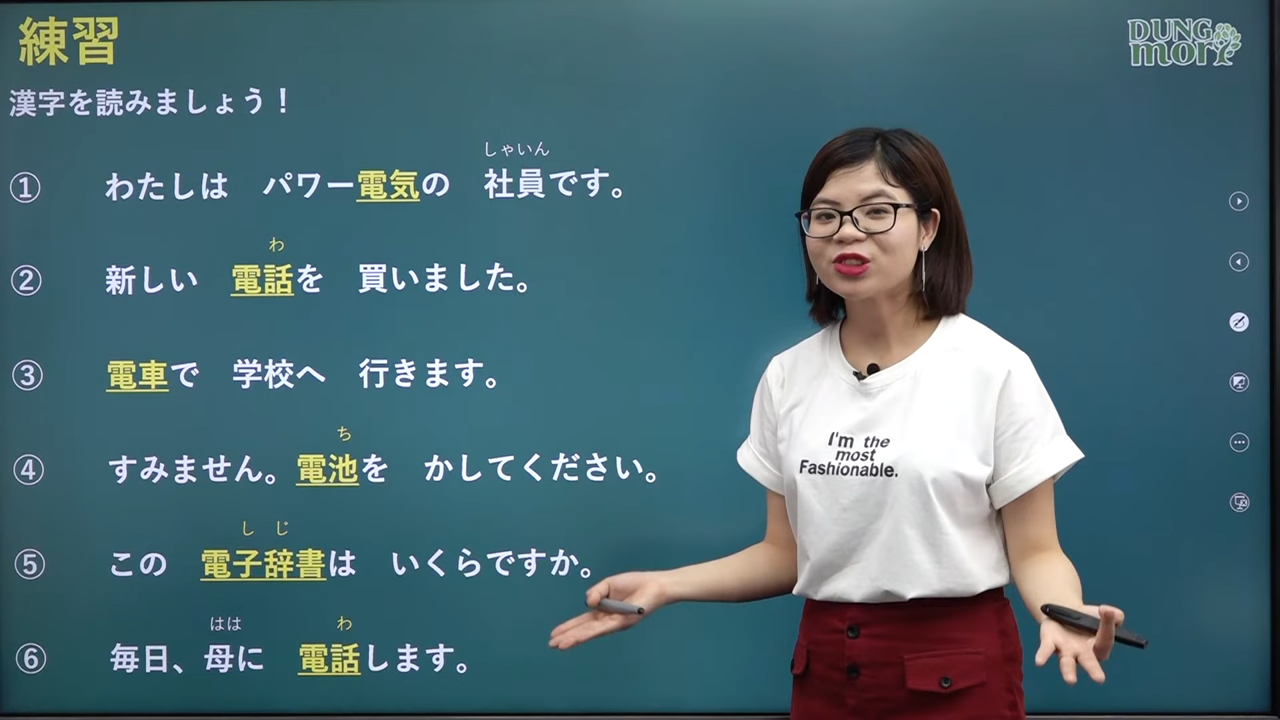 練習
DUNG
mori
漢字を読みましょう！
しゃいん
① わたしは パワー電気の 社員です。
わ
② 新しい 電話を 買いました。
③ 電車で 学校へ 行きます。
ち
④ すみません。電池を かしてください。
し じ
⑤ この 電子辞書は いくらですか。
はは わ
⑥ 毎日、母に 電話します。
I'm the
most
Fashionable.